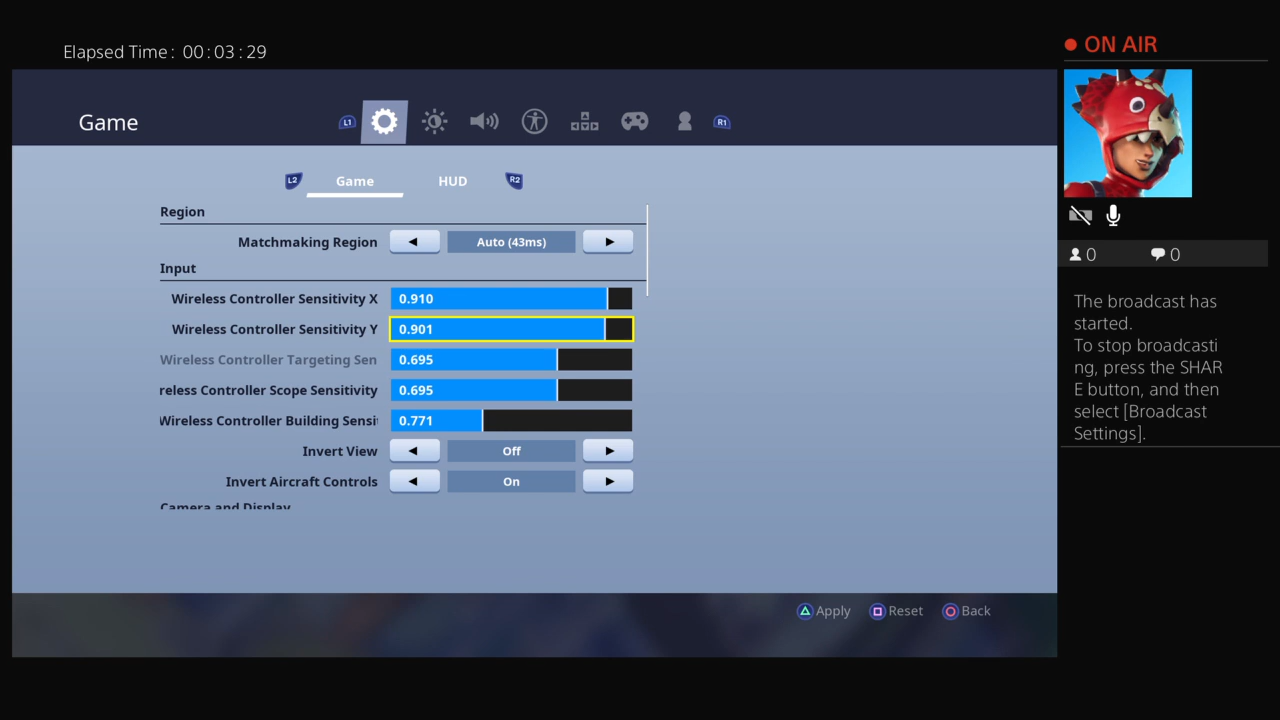 Elapsed Time: 00:03:29
ON AIR
Game
L1
R1
L2
Game
HUD
R2
Region
Matchmaking Region
Auto (43ms)
Input
Wireless Controller Sensitivity X
0.910
Wireless Controller Sensitivity Y
0.901
Wireless Controller Targeting Sen
0.695
reless Controller Scope Sensitivity
0.695
Wireless Controller Building Sensi
0.771
Invert View
Off
Invert Aircraft Controls
On
Camera and Display
Apply
Reset
Back
0
0
The broadcast has
started.
To stop broadcasti
ng, press the SHAR
E button, and then
select [Broadcast
Settings].